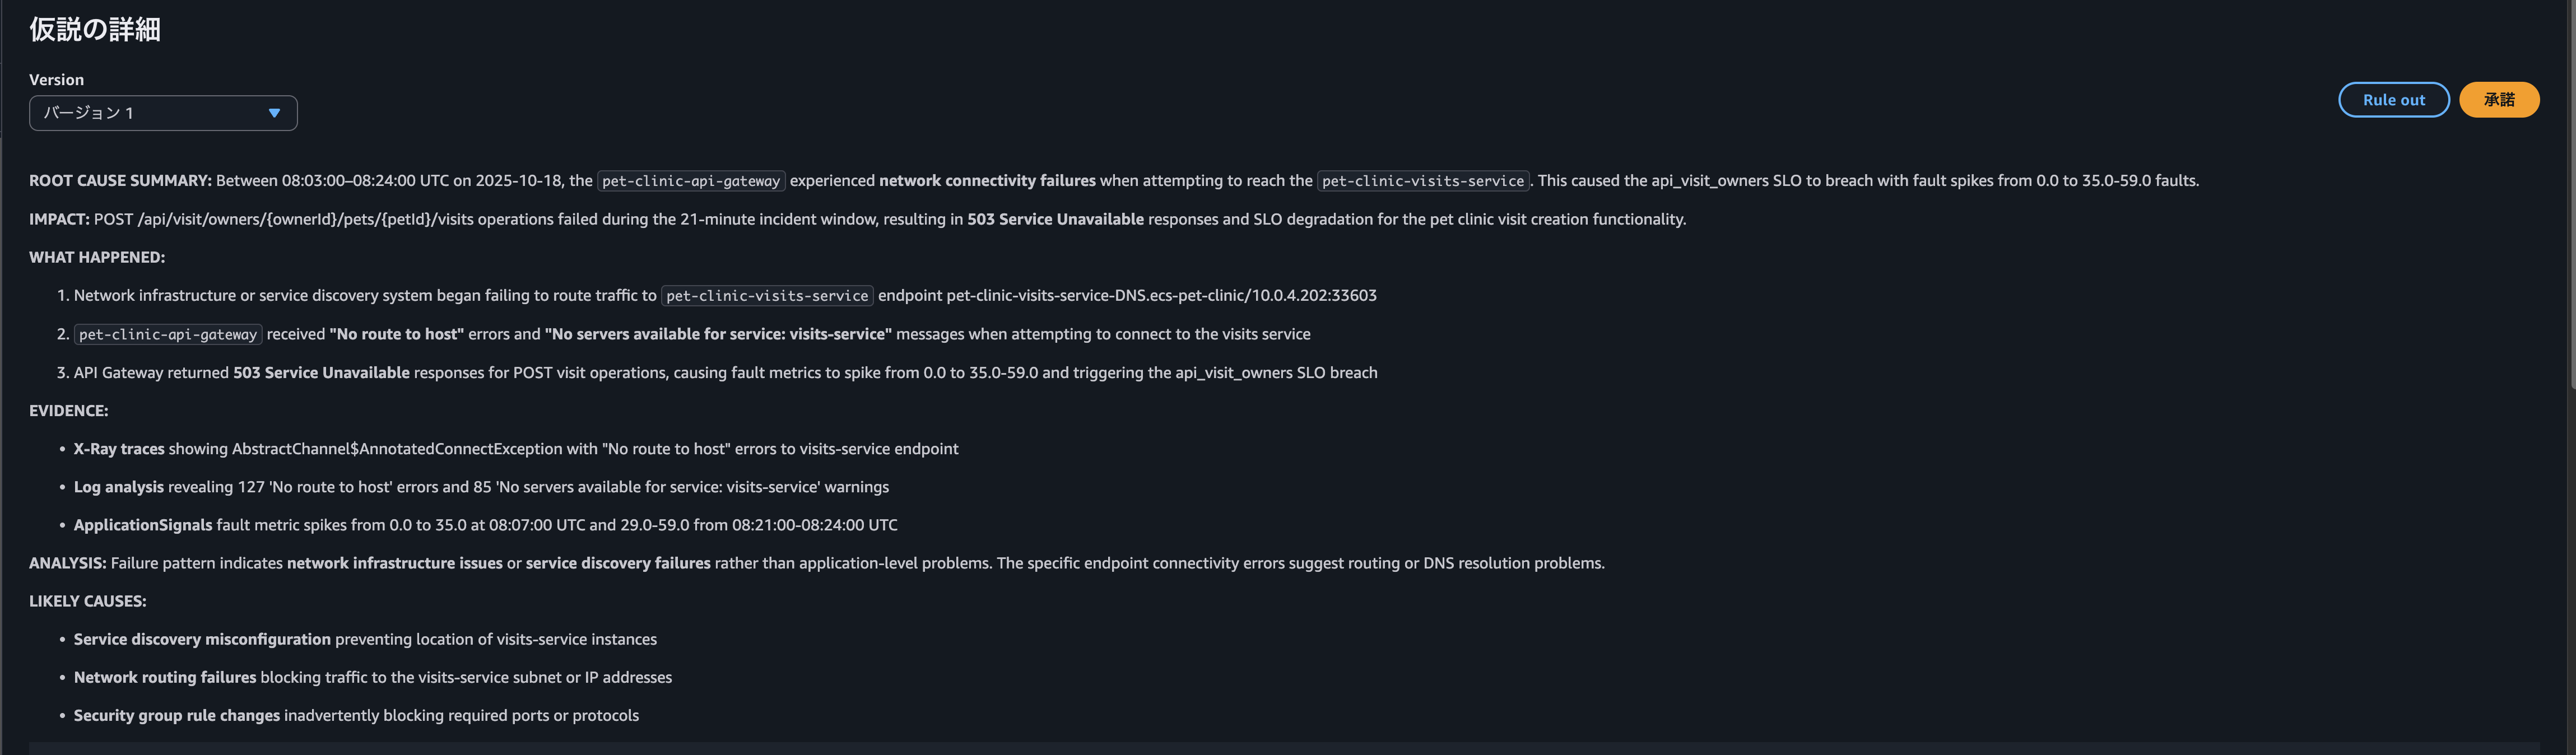 仮説の詳細
Version
バージョン 1
Rule out
承諾
ROOT CAUSE SUMMARY: Between 08:03:00–08:24:00 UTC on 2025-10-18, the pet-clinic-api-gateway experienced network connectivity failures when attempting to reach the pet-clinic-visits-service. This caused the api_visit_owners SLO to breach with fault spikes from 0.0 to 35.0-59.0 faults.
IMPACT: POST /api/visit/owners/{ownerId}/pets/{petId}/visits operations failed during the 21-minute incident window, resulting in 503 Service Unavailable responses and SLO degradation for the pet clinic visit creation functionality.
WHAT HAPPENED:
1. Network infrastructure or service discovery system began failing to route traffic to pet-clinic-visits-service endpoint pet-clinic-visits-service-DNS.ecs-pet-clinic/10.0.4.202:33603
2. pet-clinic-api-gateway received "No route to host" errors and "No servers available for service: visits-service" messages when attempting to connect to the visits service
3. API Gateway returned 503 Service Unavailable responses for POST visit operations, causing fault metrics to spike from 0.0 to 35.0-59.0 and triggering the api_visit_owners SLO breach
EVIDENCE:
• X-Ray traces showing AbstractChannel$AnnotatedConnectException with "No route to host" errors to visits-service endpoint
• Log analysis revealing 127 'No route to host' errors and 85 'No servers available for service: visits-service' warnings
• ApplicationSignals fault metric spikes from 0.0 to 35.0 at 08:07:00 UTC and 29.0-59.0 from 08:21:00-08:24:00 UTC
ANALYSIS: Failure pattern indicates network infrastructure issues or service discovery failures rather than application-level problems. The specific endpoint connectivity errors suggest routing or DNS resolution problems.
LIKELY CAUSES:
• Service discovery misconfiguration preventing location of visits-service instances
• Network routing failures blocking traffic to the visits-service subnet or IP addresses
• Security group rule changes inadvertently blocking required ports or protocols